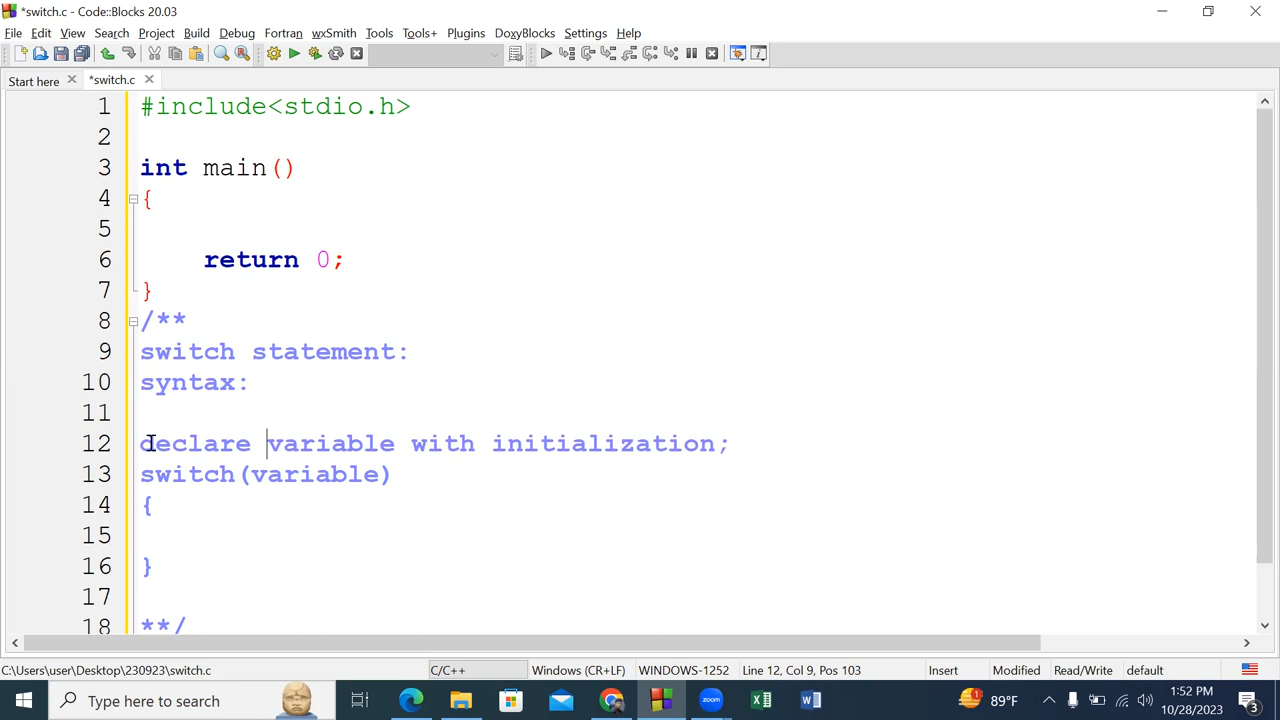 *switch.c - Code::Blocks 20.03
File Edit View Search Project Build Debug Fortran wxSmith Tools Tools+ Plugins DoxyBlocks Settings Help
Start here *switch.c
1 #include<stdio.h>
2
3 int main()
4 {
5
6 return 0;
7 }
8 /**
9 switch statement:
10 syntax:
11
12 declare variable with initialization;
13 switch(variable)
14 {
15
16 }
17
18 **/
C:\Users\user\Desktop\230923\switch.c C/C++ Windows (CR+LF) WINDOWS-1252 Line 12, Col 9, Pos 103 Insert Modified Read/Write default
Type here to search 89°F 1:52 PM
10/28/2023